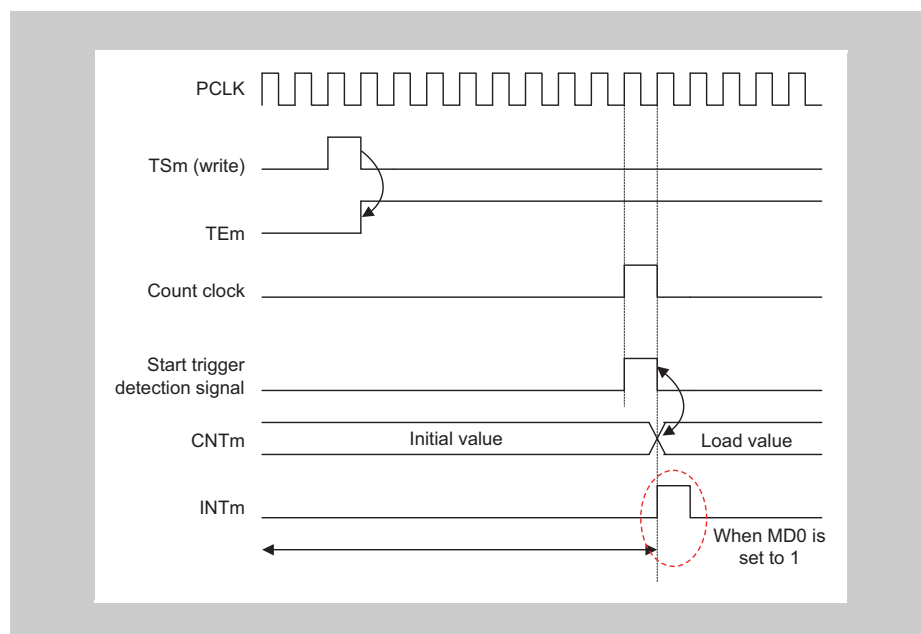 PCLK
TSm (write)
TEm
Count clock
Start trigger
detection signal
CNTm
Initial value
Load value
INTm
When MD0 is
set to 1